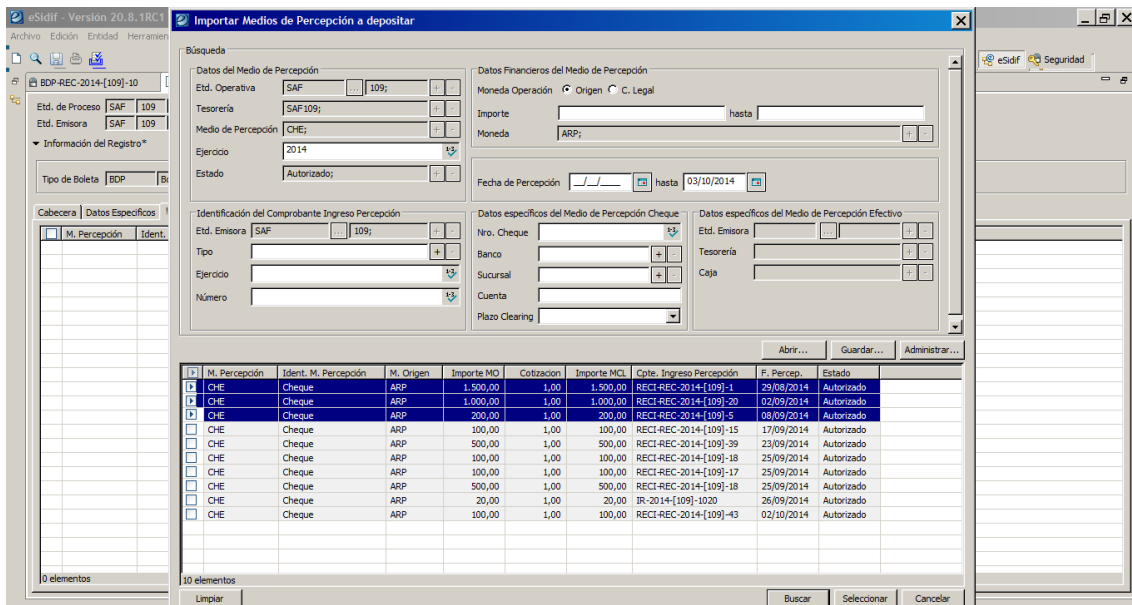 eSidif - Versión 20.8.1RC1
Importar Medios de Percepción a depositar
Archivo Edición Entidad Herramien
eSidif Seguridad
BDP-REC-2014-[109]-10
Etd. de Proceso SAF 109
Etd. Emisora SAF 109
Información del Registro*
Tipo de Boleta BDP
Cabecera Datos Especificos
M. Percepción Ident.
0 elementos
Búsqueda
Datos del Medio de Percepción
Etd. Operativa SAF ... 109; + -
Tesorería SAF109; + -
Medio de Percepción CHE; + -
Ejercicio 2014
Estado Autorizado; + -
Datos Financieros del Medio de Percepción
Moneda Operación Origen C. Legal
Importe hasta
Moneda ARP; + -
Fecha de Percepción __/__/____ hasta 03/10/2014
Identificación del Comprobante Ingreso Percepción
Etd. Emisora SAF ... 109; + -
Tipo + -
Ejercicio
Número
Datos específicos del Medio de Percepción Cheque
Nro. Cheque
Banco + -
Sucursal + -
Cuenta
Plazo Clearing
Datos específicos del Medio de Percepción Efectivo
Etd. Emisora ... + -
Tesorería + -
Caja + -
Abrir... Guardar... Administrar...
M. Percepción Ident. M. Percepción M. Origen Importe MO Cotizacion Importe MCL Cpte. Ingreso Percepción F. Percep. Estado
CHE Cheque ARP 1.500,00 1,00 1.500,00 RECI-REC-2014-[109]-1 29/08/2014 Autorizado
CHE Cheque ARP 1.000,00 1,00 1.000,00 RECI-REC-2014-[109]-20 02/09/2014 Autorizado
CHE Cheque ARP 200,00 1,00 200,00 RECI-REC-2014-[109]-5 08/09/2014 Autorizado
CHE Cheque ARP 100,00 1,00 100,00 RECI-REC-2014-[109]-15 17/09/2014 Autorizado
CHE Cheque ARP 500,00 1,00 500,00 RECI-REC-2014-[109]-39 23/09/2014 Autorizado
CHE Cheque ARP 100,00 1,00 100,00 RECI-REC-2014-[109]-18 25/09/2014 Autorizado
CHE Cheque ARP 100,00 1,00 100,00 RECI-REC-2014-[109]-17 25/09/2014 Autorizado
CHE Cheque ARP 500,00 1,00 500,00 RECI-REC-2014-[109]-18 25/09/2014 Autorizado
CHE Cheque ARP 20,00 1,00 20,00 IR-2014-[109]-1020 26/09/2014 Autorizado
CHE Cheque ARP 100,00 1,00 100,00 RECI-REC-2014-[109]-43 02/10/2014 Autorizado
10 elementos
Limpiar Buscar Seleccionar Cancelar